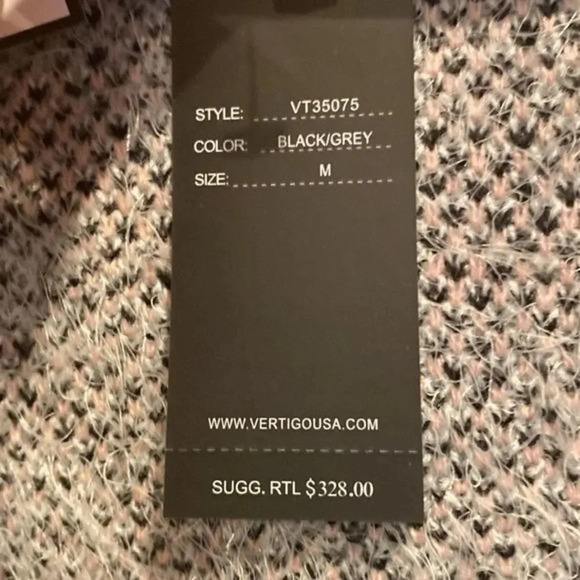 STYLE: VT35075
COLOR: BLACK/GREY
SIZE: M
WWW.VERTIGOUSA.COM
SUGG. RTL $328.00